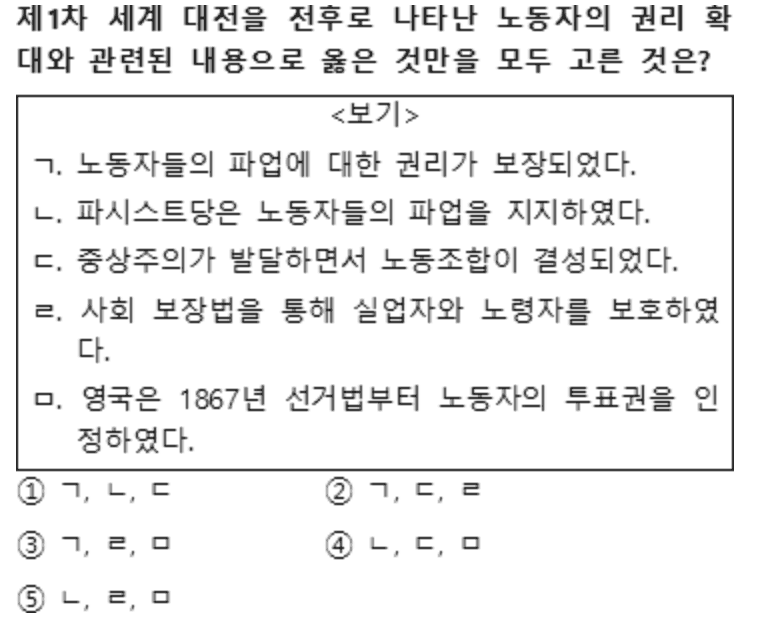 제1차 세계 대전을 전후로 나타난 노동자의 권리 확
대와 관련된 내용으로 옳은 것만을 모두 고른 것은?
<보기>
ㄱ. 노동자들의 파업에 대한 권리가 보장되었다.
ㄴ. 파시스트당은 노동자들의 파업을 지지하였다.
ㄷ. 중상주의가 발달하면서 노동조합이 결성되었다.
ㄹ. 사회 보장법을 통해 실업자와 노령자를 보호하였
다.
ㅁ. 영국은 1867년 선거법부터 노동자의 투표권을 인
정하였다.
① ㄱ, ㄴ, ㄷ ② ㄱ, ㄷ, ㄹ
③ ㄱ, ㄹ, ㅁ ④ ㄴ, ㄷ, ㅁ
⑤ ㄴ, ㄹ, ㅁ